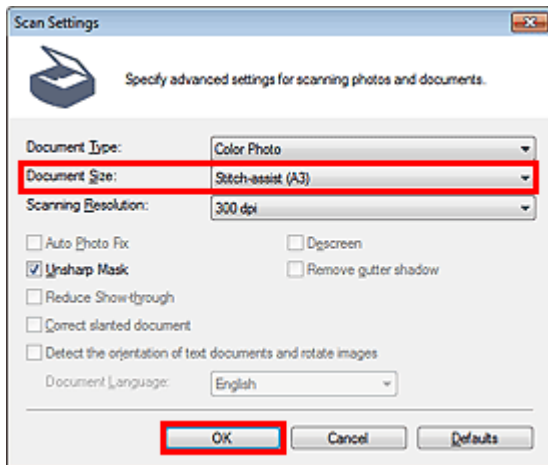 Scan Settings
Specify advanced settings for scanning photos and documents.
Document Type: Color Photo
Document Size: Stitch-assist (A3)
Scanning Resolution: 300 dpi
Auto Photo Fix Descreen
Unsharp Mask Remove gutter shadow
Reduce Show-through
Correct slanted document
Detect the orientation of text documents and rotate images
Document Language: English
OK Cancel Defaults